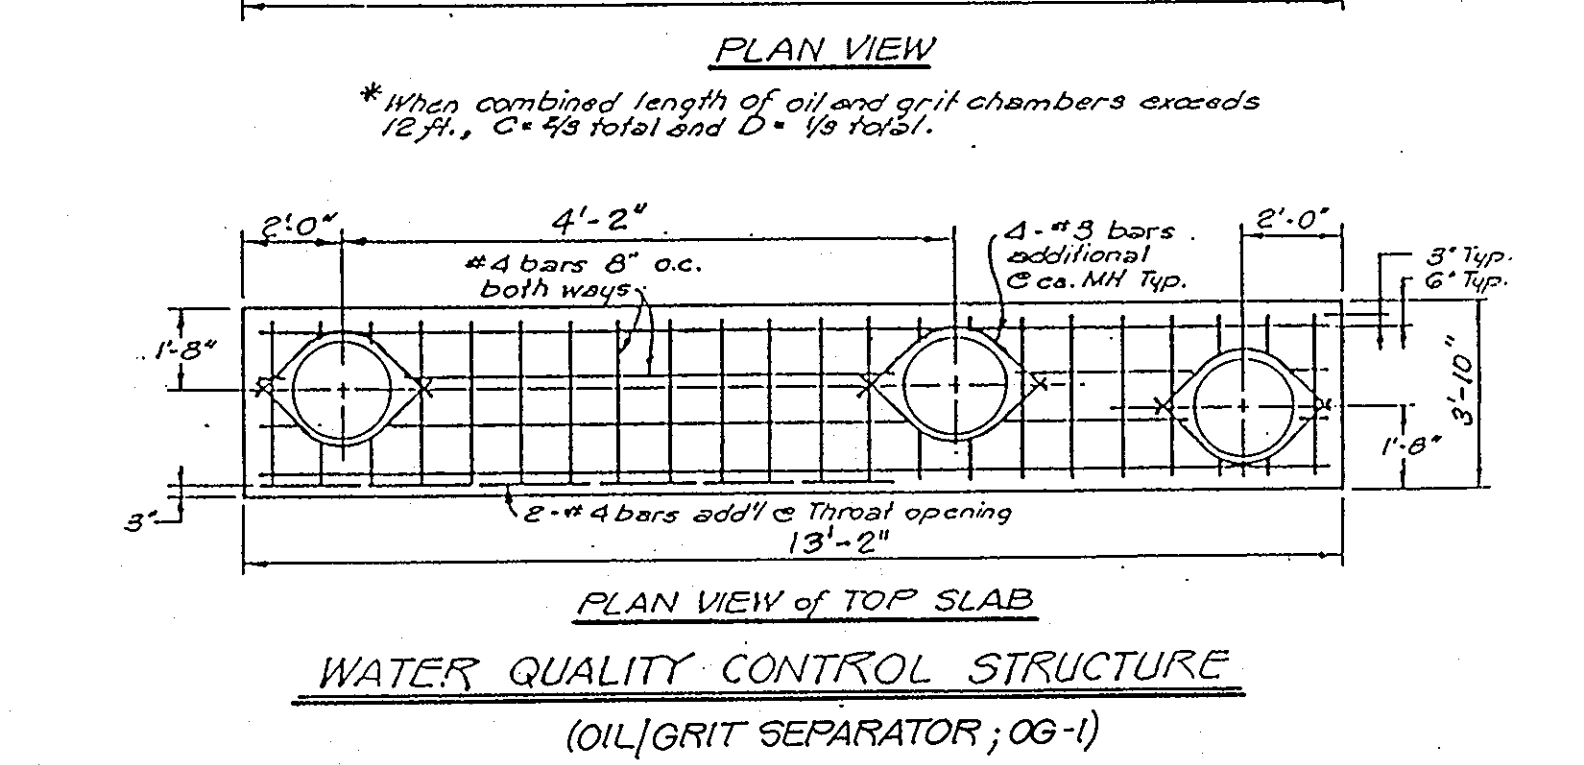 PLAN VIEW
*When combined length of oil and grit chambers exceeds
12 ft., C = 2/3 total and D = 1/3 total.
2'-0"
4'-2"
4-#3 bars
additional
@ ea. MH Typ.
2'-0"
#4 bars 8" o.c.
both ways
3" Typ.
6" Typ.
1'-8"
3'-10"
1'-8"
3"
2-#4 bars add'l @ Throat opening
13'-2"
PLAN VIEW of TOP SLAB
WATER QUALITY CONTROL STRUCTURE
(OIL/GRIT SEPARATOR; OG-1)